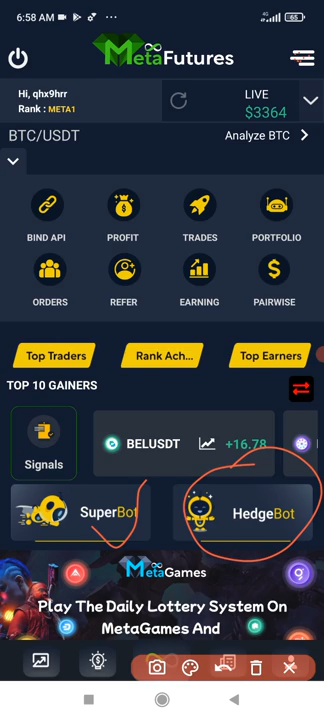 6:58 AM
4G
65
MetaFutures
Hi, qhx9hrr
Rank : META1
LIVE
$3364
BTC/USDT
Analyze BTC
BIND API
PROFIT
TRADES
PORTFOLIO
ORDERS
REFER
EARNING
PAIRWISE
Top Traders
Rank Ach...
Top Earners
TOP 10 GAINERS
Signals
BELUSDT
+16.78
SuperBot
HedgeBot
MetaGames
Play The Daily Lottery System On
MetaGames And